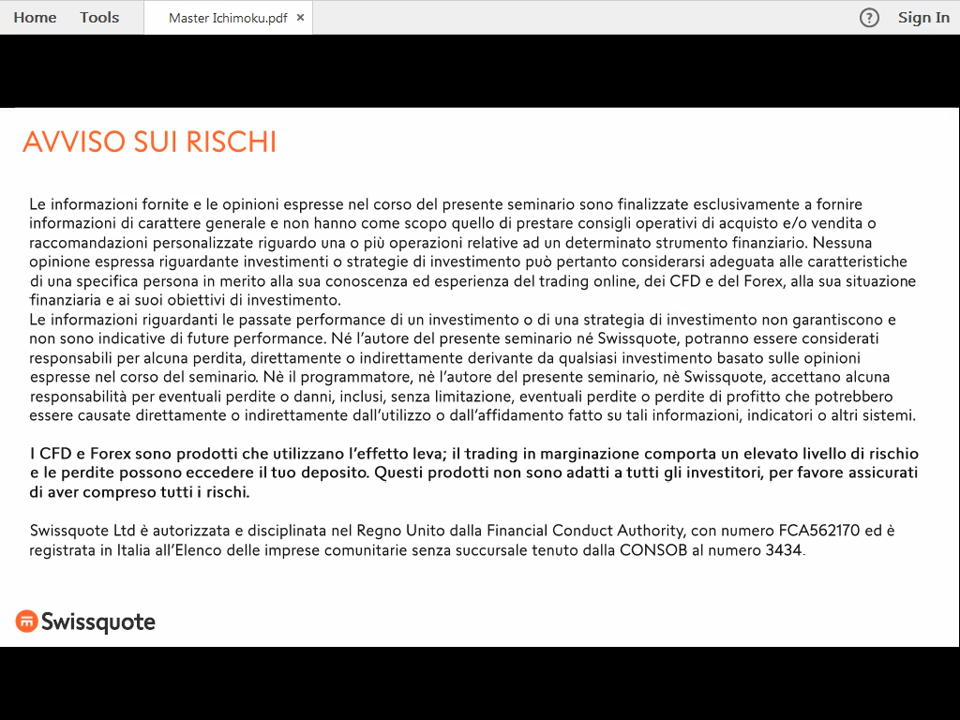 Home Tools Master Ichimoku.pdf × ? Sign In
AVVISO SUI RISCHI
Le informazioni fornite e le opinioni espresse nel corso del presente seminario sono finalizzate esclusivamente a fornire
informazioni di carattere generale e non hanno come scopo quello di prestare consigli operativi di acquisto e/o vendita o
raccomandazioni personalizzate riguardo una o più operazioni relative ad un determinato strumento finanziario. Nessuna
opinione espressa riguardante investimenti o strategie di investimento può pertanto considerarsi adeguata alle caratteristiche
di una specifica persona in merito alla sua conoscenza ed esperienza del trading online, dei CFD e del Forex, alla sua situazione
finanziaria e ai suoi obiettivi di investimento.
Le informazioni riguardanti le passate performance di un investimento o di una strategia di investimento non garantiscono e
non sono indicative di future performance. Né l'autore del presente seminario né Swissquote, potranno essere considerati
responsabili per alcuna perdita, direttamente o indirettamente derivante da qualsiasi investimento basato sulle opinioni
espresse nel corso del seminario. Nè il programmatore, nè l'autore del presente seminario, nè Swissquote, accettano alcuna
responsabilità per eventuali perdite o danni, inclusi, senza limitazione, eventuali perdite o perdite di profitto che potrebbero
essere causate direttamente o indirettamente dall'utilizzo o dall'affidamento fatto su tali informazioni, indicatori o altri sistemi.
I CFD e Forex sono prodotti che utilizzano l'effetto leva; il trading in marginazione comporta un elevato livello di rischio
e le perdite possono eccedere il tuo deposito. Questi prodotti non sono adatti a tutti gli investitori, per favore assicurati
di aver compreso tutti i rischi.
Swissquote Ltd è autorizzata e disciplinata nel Regno Unito dalla Financial Conduct Authority, con numero FCA562170 ed è
registrata in Italia all'Elenco delle imprese comunitarie senza succursale tenuto dalla CONSOB al numero 3434.
Swissquote